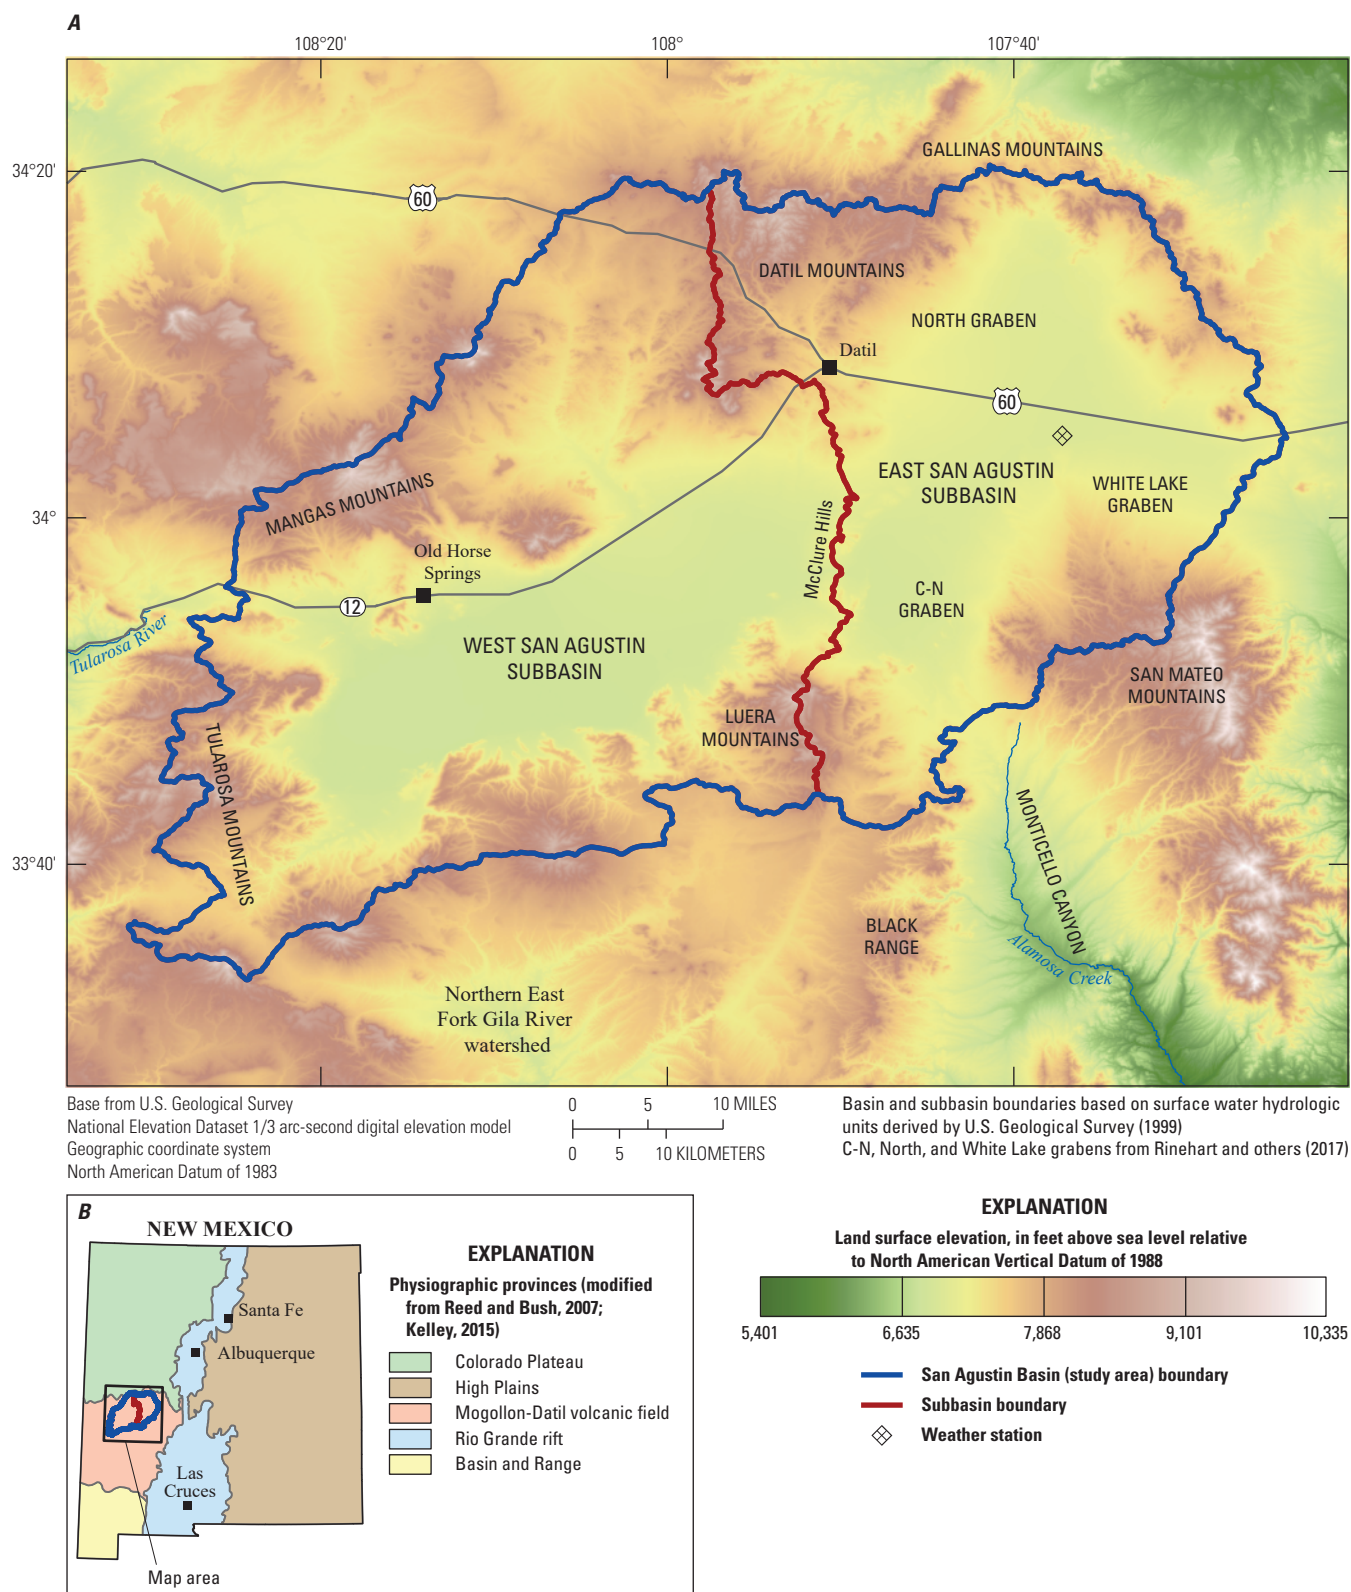 A
108°20'
108°
107°40'
34°20'
34°
33°40'
GALLINAS MOUNTAINS
60
DATIL MOUNTAINS
NORTH GRABEN
Datil
60
EAST SAN AGUSTIN
SUBBASIN
WHITE LAKE
GRABEN
MANGAS MOUNTAINS
McClure Hills
Old Horse
Springs
12
C-N
GRABEN
Tularosa River
WEST SAN AGUSTIN
SUBBASIN
SAN MATEO
MOUNTAINS
LUERA
MOUNTAINS
TULAROSA MOUNTAINS
MONTICELLO CANYON
BLACK
RANGE
Alamosa Creek
Northern East
Fork Gila River
watershed
Base from U.S. Geological Survey
National Elevation Dataset 1/3 arc-second digital elevation model
Geographic coordinate system
North American Datum of 1983
0 5 10 MILES
0 5 10 KILOMETERS
Basin and subbasin boundaries based on surface water hydrologic
units derived by U.S. Geological Survey (1999)
C-N, North, and White Lake grabens from Rinehart and others (2017)
B
NEW MEXICO
Santa Fe
Albuquerque
Las
Cruces
Map area
EXPLANATION
Physiographic provinces (modified
from Reed and Bush, 2007;
Kelley, 2015)
Colorado Plateau
High Plains
Mogollon-Datil volcanic field
Rio Grande rift
Basin and Range
EXPLANATION
Land surface elevation, in feet above sea level relative
to North American Vertical Datum of 1988
5,401 6,635 7,868 9,101 10,335
San Agustin Basin (study area) boundary
Subbasin boundary
Weather station